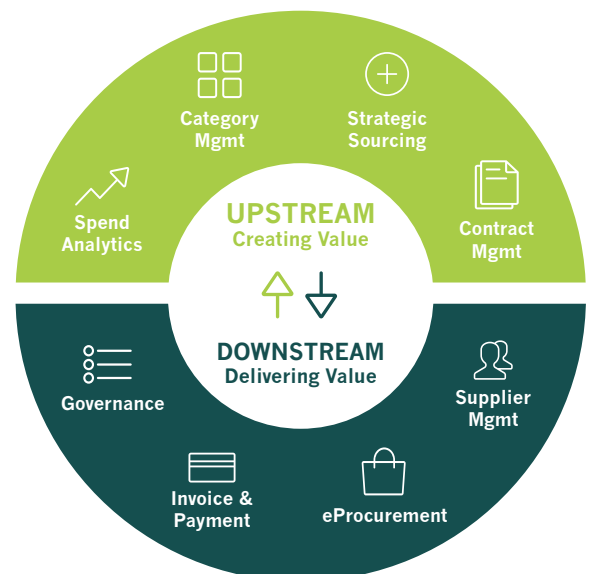 Category
Mgmt
Strategic
Sourcing
Spend
Analytics
Contract
Mgmt
UPSTREAM
Creating Value
DOWNSTREAM
Delivering Value
Governance
Supplier
Mgmt
Invoice &
Payment
eProcurement